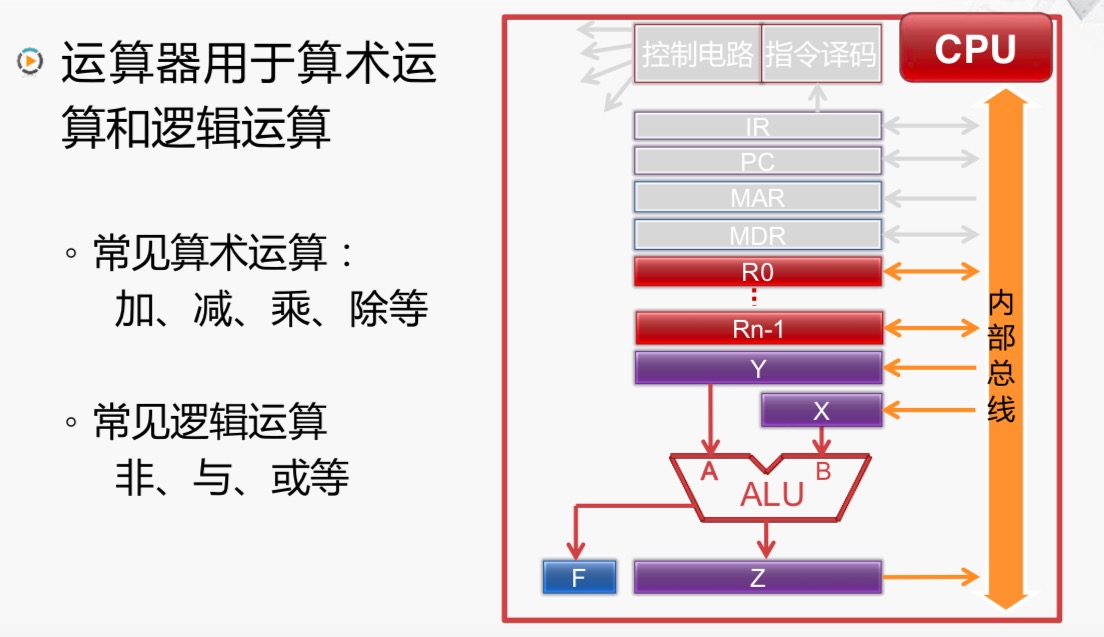 运算器用于算术运
算和逻辑运算
常见算术运算：
加、减、乘、除等
常见逻辑运算
非、与、或等
CPU
控制电路 指令译码
IR
PC
MAR
MDR
R0
Rn-1
Y
X
A B
ALU
F
Z
内
部
总
线